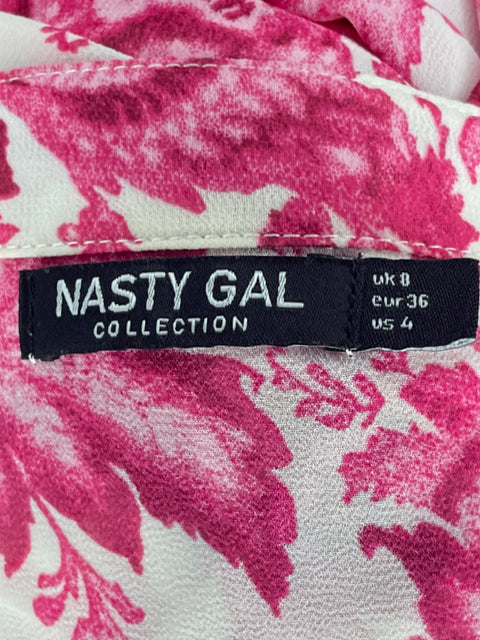 NASTY GAL
COLLECTION
uk 8
eur 36
us 4